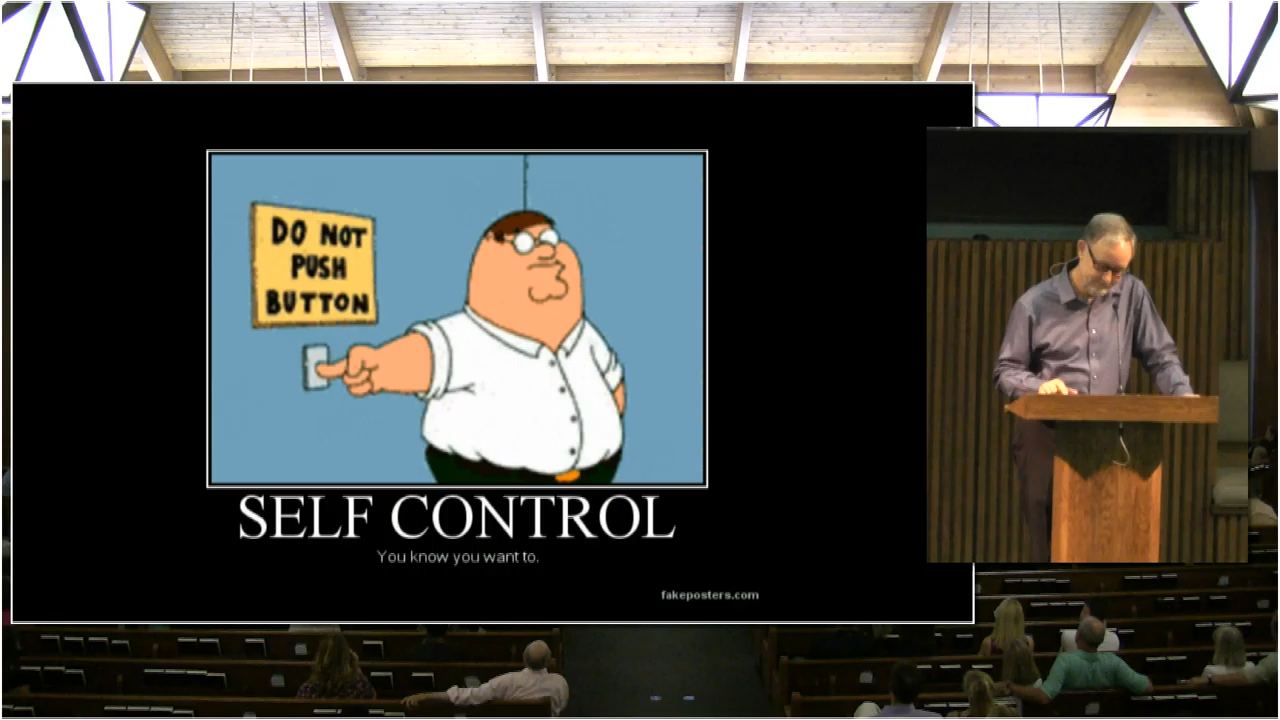 DO NOT
PUSH
BUTTON
SELF CONTROL
You know you want to.
fakeposters.com